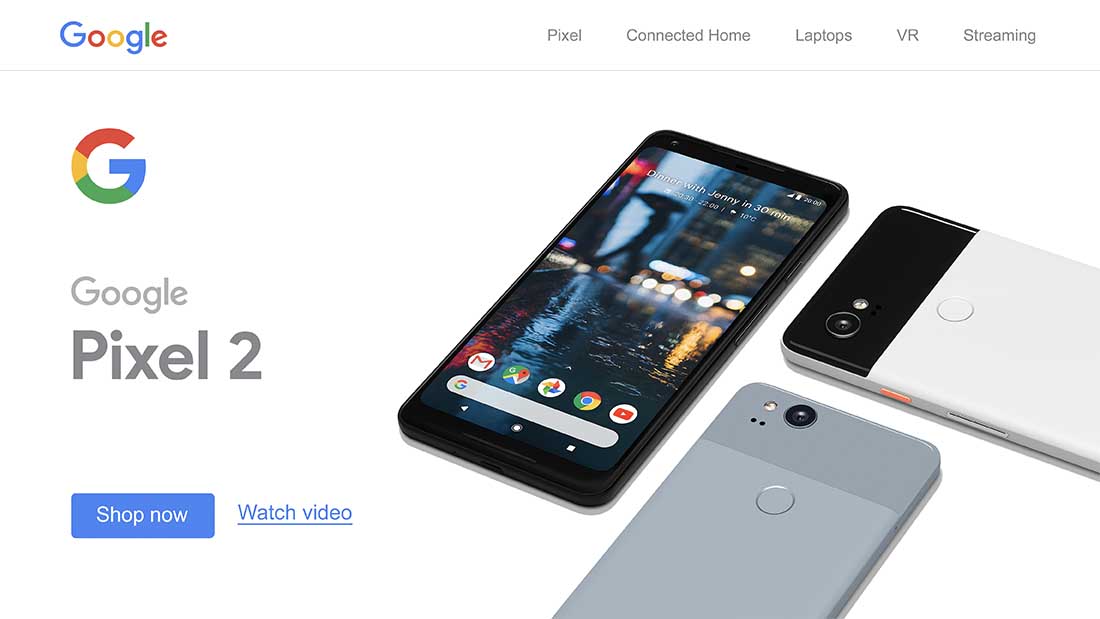 Google
Pixel
Connected Home
Laptops
VR
Streaming
G
Dinner with Jenny in 30 min
20:30 - 22:00 | 10°C
20:00
Google
Pixel 2
Shop now
Watch video